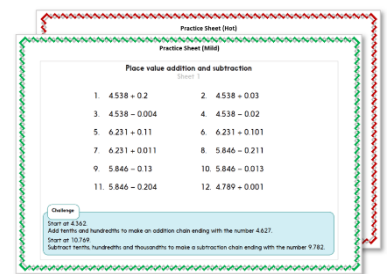 Practice Sheet (Hot)
Practice Sheet (Mild)
Place value addition and subtraction
Sheet 1
1. 4.538 + 0.2 2. 4.538 + 0.03
3. 4.538 – 0.004 4. 4.538 – 0.02
5. 6.231 + 0.11 6. 6.231 + 0.101
7. 6.231 + 0.011 8. 5.846 – 0.211
9. 5.846 – 0.13 10. 5.846 – 0.013
11. 5.846 – 0.204 12. 4.789 + 0.001
Challenge
Start at 4.362.
Add tenths and hundredths to make an addition chain ending with the number 4.627.
Start at 10.769.
Subtract tenths, hundredths and thousandths to make a subtraction chain ending with the number 9.782.